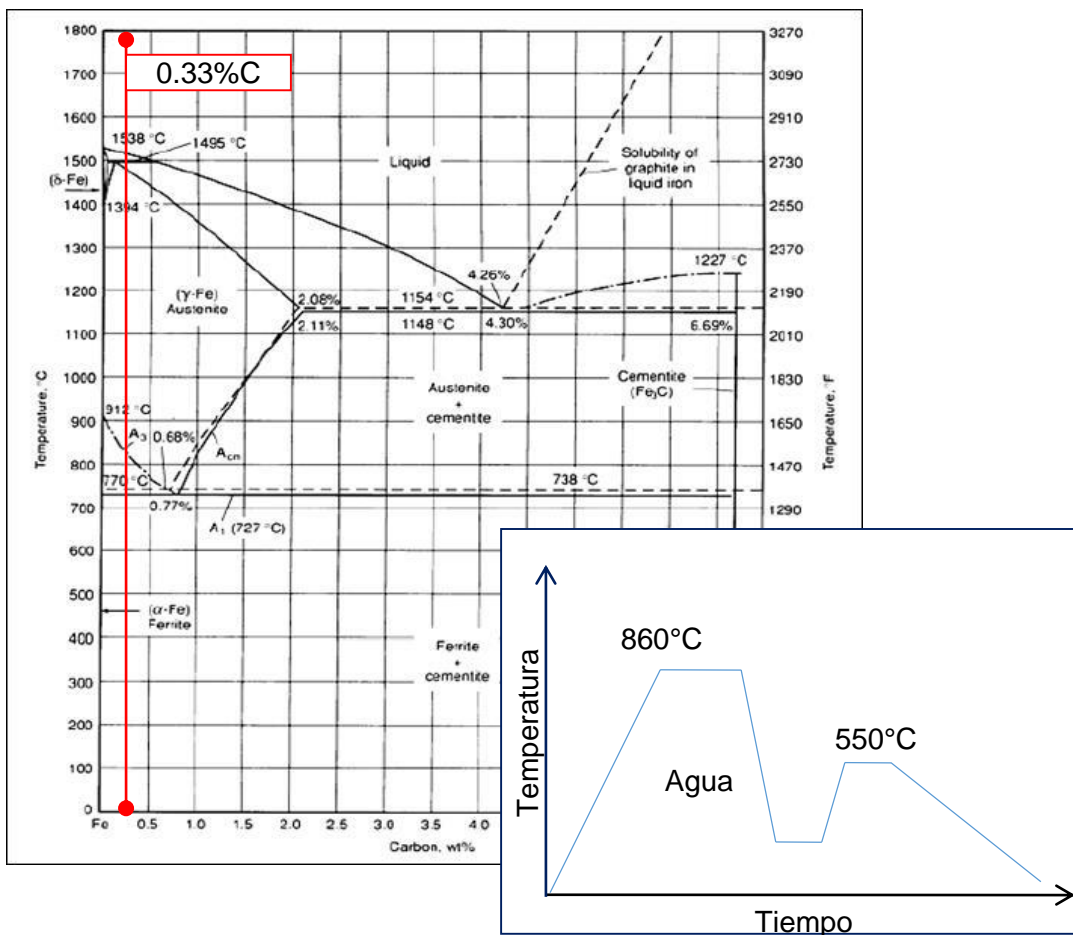 1800
1700
1600
1500
1400
1300
1200
1100
1000
900
800
700
600
500
400
300
200
100
0
Temperature, °C
3270
3090
2910
2730
2550
2370
2190
2010
1830
1650
1470
1290
Temperature, °F
0.33%C
1538 °C
1495 °C
(δ-Fe)
1394 °C
Liquid
Solubility of
graphite in
liquid iron
1227 °C
4.26%
(γ-Fe)
Austenite
2.08%
1154 °C
2.11%
1148 °C
4.30%
6.69%
Austenite
+
cementite
Cementite
(Fe3C)
912 °C
A3
0.68%
Acm
770 °C
738 °C
0.77%
A1 (727 °C)
(α-Fe)
Ferrite
Ferrite
+
cementite
Fe
0.5
1.0
1.5
2.0
2.5
3.0
3.5
4.0
Carbon, wt%
Temperatura
860°C
Agua
550°C
Tiempo